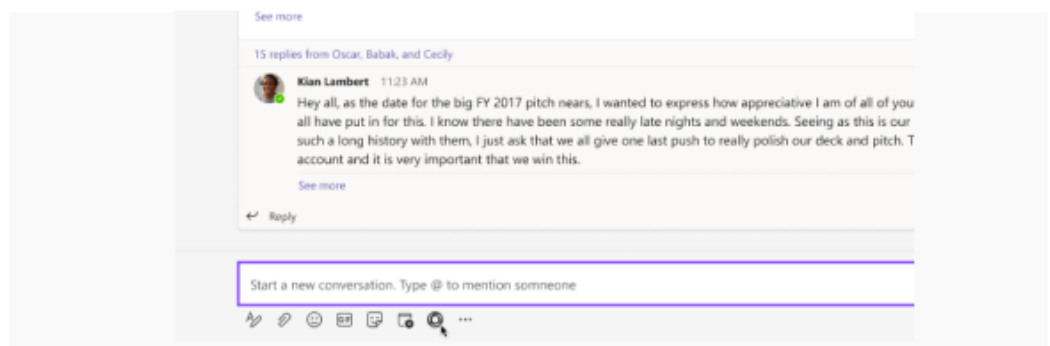 See more
15 replies from Oscar, Babak, and Cecily
Kian Lambert 11:23 AM
Hey all, as the date for the big FY 2017 pitch nears, I wanted to express how appreciative I am of all of you
all have put in for this. I know there have been some really late nights and weekends. Seeing as this is our
such a long history with them, I just ask that we all give one last push to really polish our deck and pitch. T
account and it is very important that we win this.
See more
Reply
Start a new conversation. Type @ to mention somneone
GIF